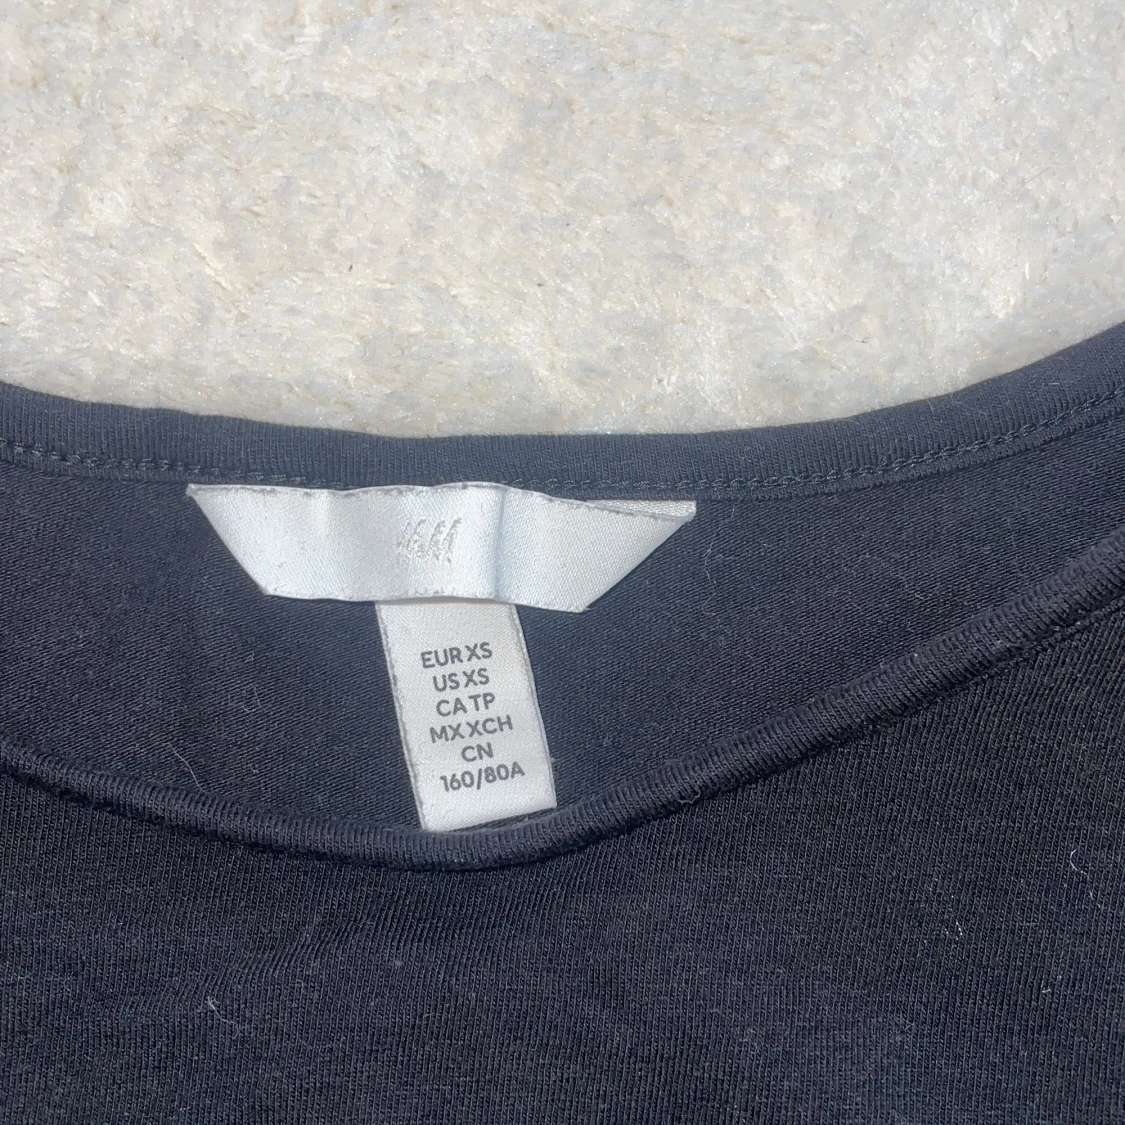 H&M
EUR XS
US XS
CA TP
MX XCH
CN
160/80A